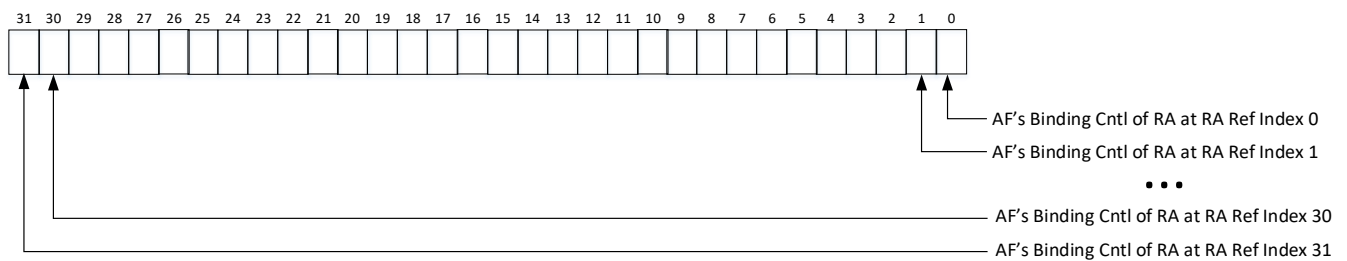 31 30 29 28 27 26 25 24 23 22 21 20 19 18 17 16 15 14 13 12 11 10 9 8 7 6 5 4 3 2 1 0
AF’s Binding Cntl of RA at RA Ref Index 0
AF’s Binding Cntl of RA at RA Ref Index 1
• • •
AF’s Binding Cntl of RA at RA Ref Index 30
AF’s Binding Cntl of RA at RA Ref Index 31